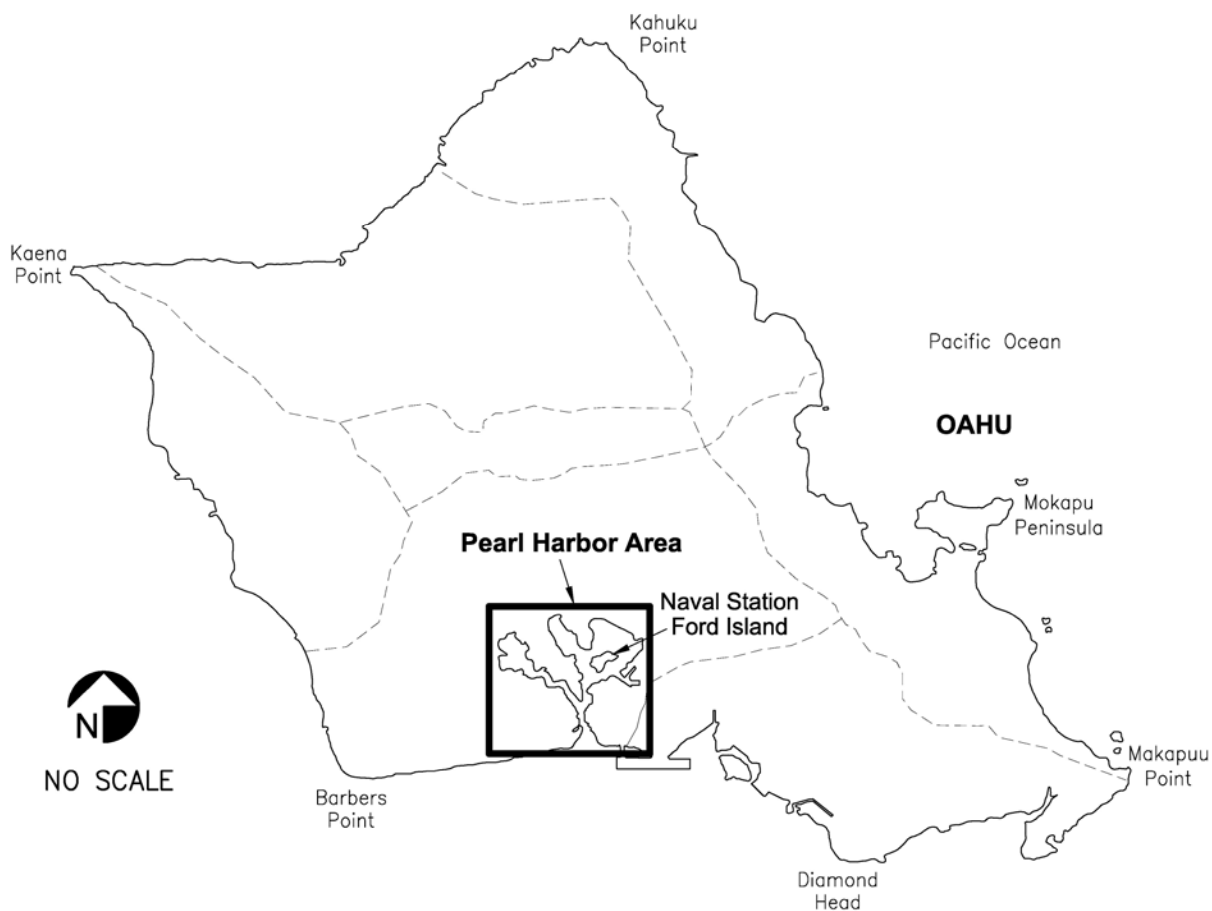 Kahuku
Point
Kaena
Point
Pacific Ocean
OAHU
Mokapu
Peninsula
Pearl Harbor Area
Naval Station
Ford Island
N
NO SCALE
Barbers
Point
Makapuu
Point
Diamond
Head